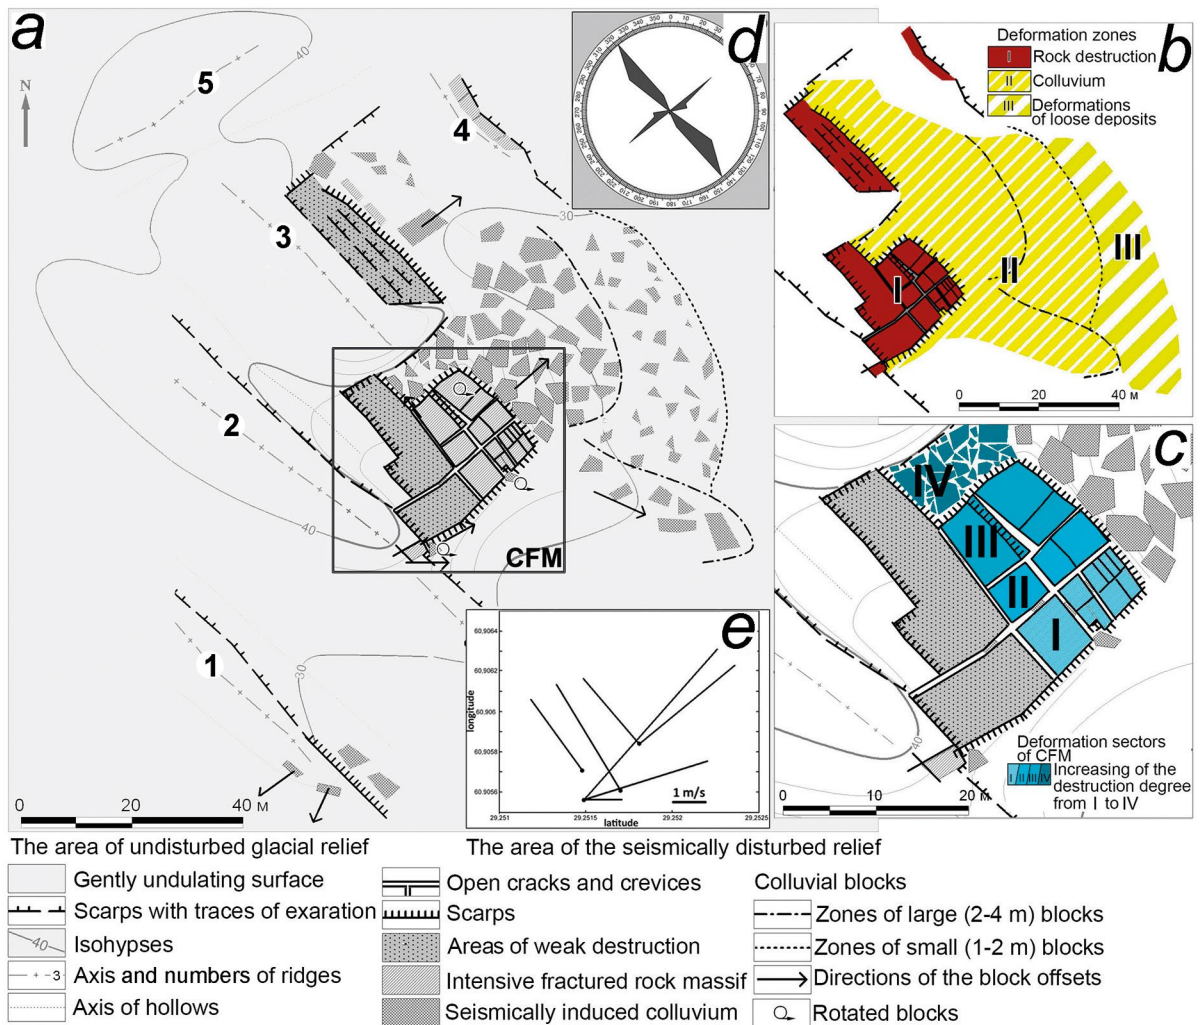 a
N
5
40
4
3
30
2
40
CFM
1
30
0 20 40 м
d
350 0 10
b
Deformation zones
I Rock destruction
II Colluvium
III Deformations
of loose deposits
I
II
III
0 20 40 м
c
IV
III
II
I
40
Deformation sectors
of CFM
I II III IV Increasing of the
destruction degree
from I to IV
0 10 20 м
e
60,9064
60,9062
60,906
60,9058
60,9056
longitude
1 m/s
29.251 29.2515 29.252 29.2525
latitude
The area of undisturbed glacial relief
Gently undulating surface
Scarps with traces of exaration
40 Isohypses
3 Axis and numbers of ridges
Axis of hollows
The area of the seismically disturbed relief
Open cracks and crevices
Scarps
Areas of weak destruction
Intensive fractured rock massif
Seismically induced colluvium
Colluvial blocks
Zones of large (2-4 m) blocks
Zones of small (1-2 m) blocks
Directions of the block offsets
Rotated blocks